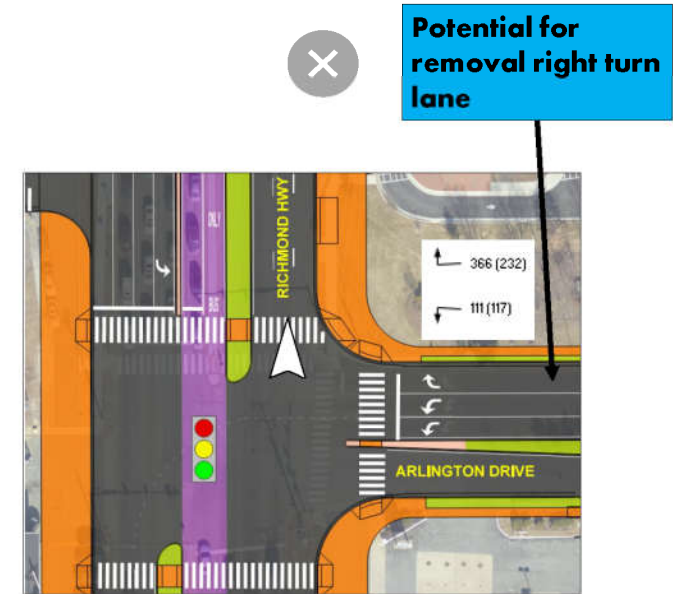 Potential for
removal right turn
lane
RICHMOND HWY
366 (232)
111 (117)
ARLINGTON DRIVE